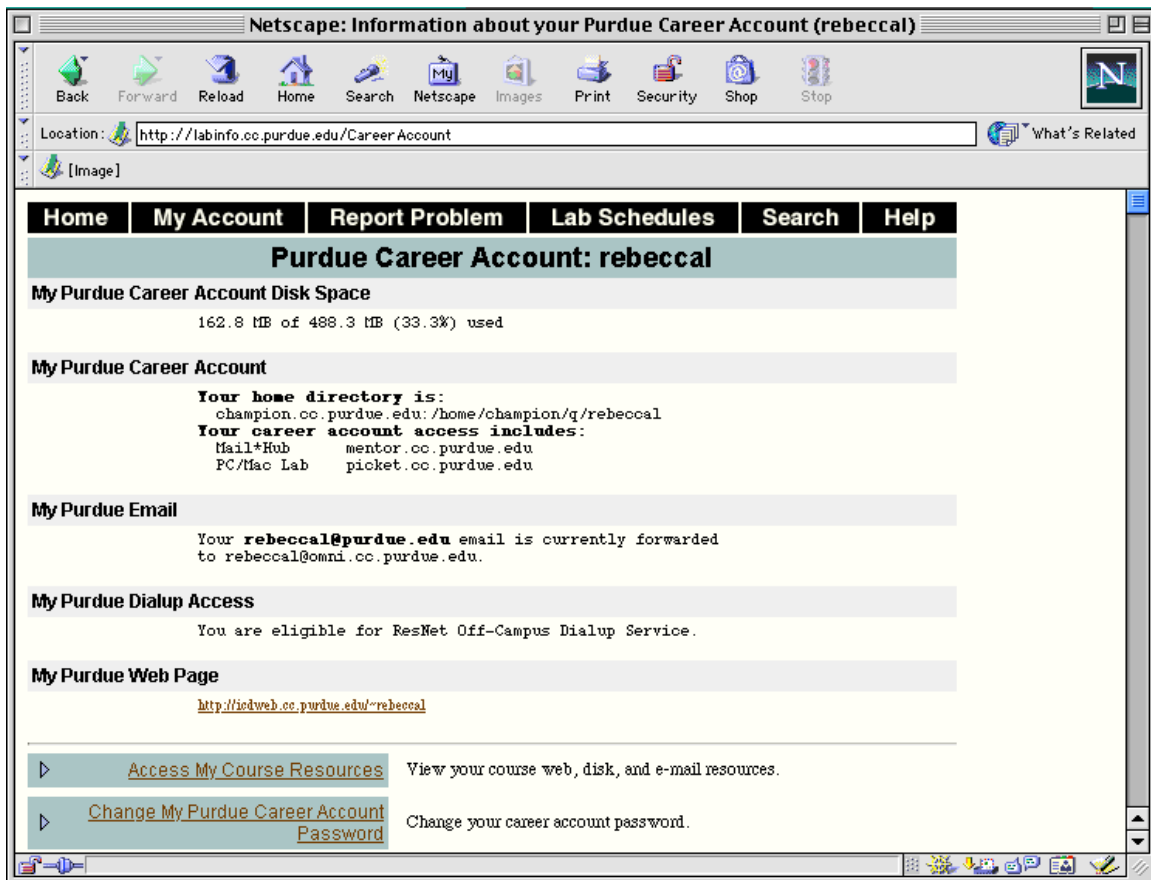 Netscape: Information about your Purdue Career Account (rebeccal)
Back Forward Reload Home Search Netscape Images Print Security Shop Stop
My
N
Location: http://labinfo.cc.purdue.edu/CareerAccount What's Related
[Image]
Home My Account Report Problem Lab Schedules Search Help
Purdue Career Account: rebeccal
My Purdue Career Account Disk Space
162.8 MB of 488.3 MB (33.3%) used
My Purdue Career Account
Your home directory is:
champion.cc.purdue.edu:/home/champion/q/rebeccal
Your career account access includes:
Mail*Hub mentor.cc.purdue.edu
PC/Mac Lab picket.cc.purdue.edu
My Purdue Email
Your rebeccal@purdue.edu email is currently forwarded
to rebeccal@omni.cc.purdue.edu.
My Purdue Dialup Access
You are eligible for ResNet Off-Campus Dialup Service.
My Purdue Web Page
http://icdweb.cc.purdue.edu/~rebeccal
Access My Course Resources View your course web, disk, and e-mail resources.
Change My Purdue Career Account
Password Change your career account password.